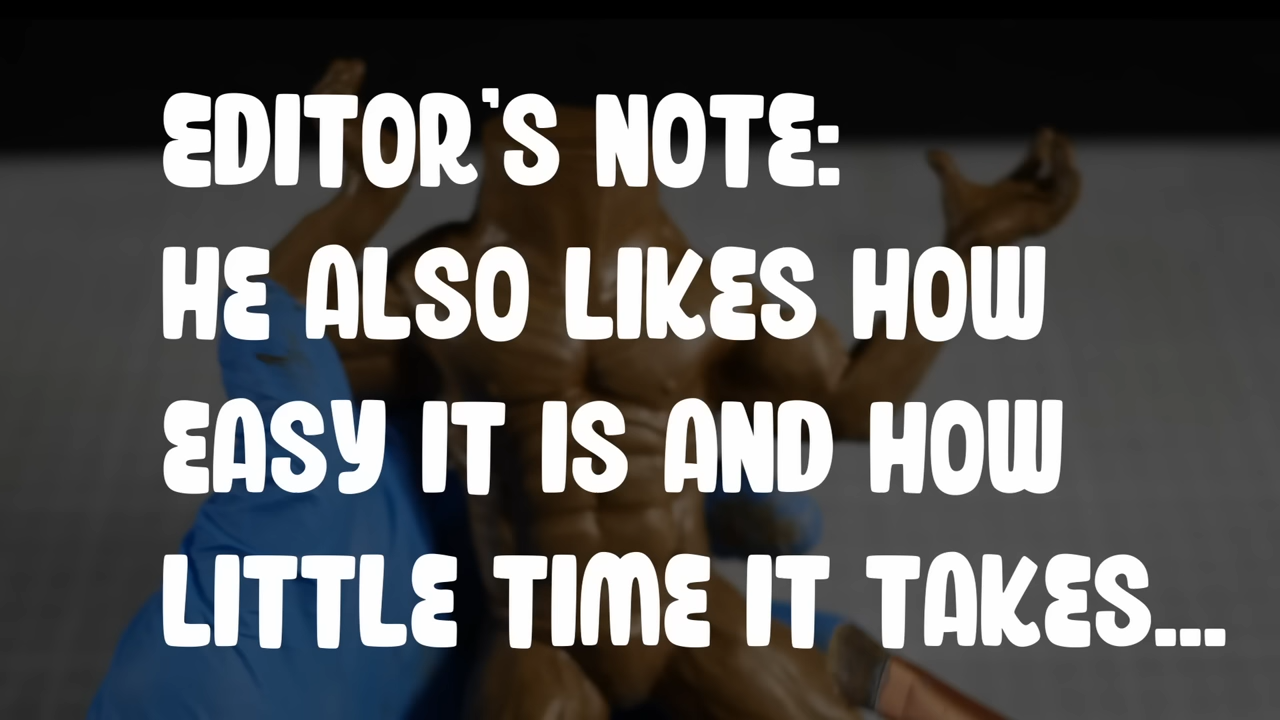 EDITOR'S NOTE:
HE ALSO LIKES HOW
EASY IT IS AND HOW
LITTLE TIME IT TAKES...